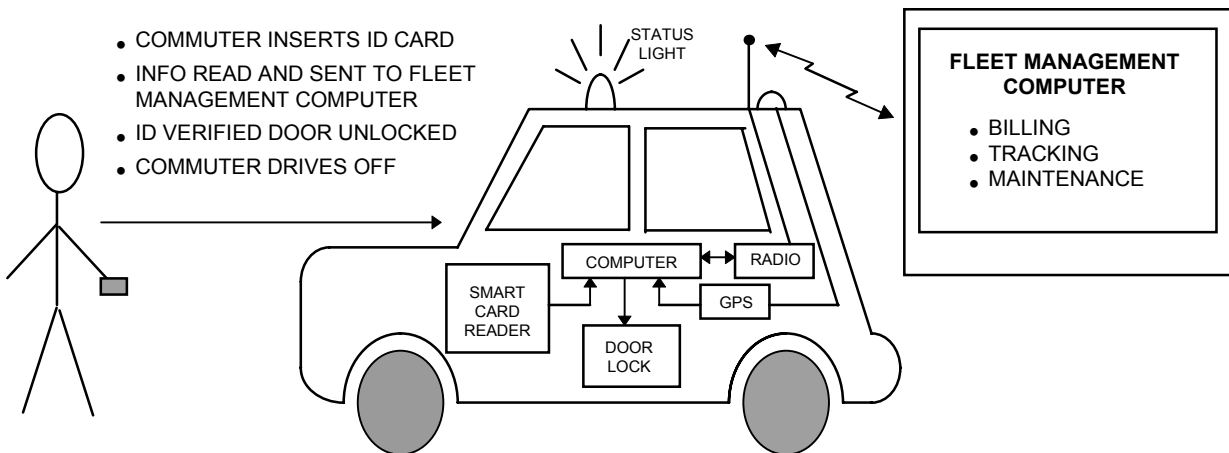 • COMMUTER INSERTS ID CARD
• INFO READ AND SENT TO FLEET
MANAGEMENT COMPUTER
• ID VERIFIED DOOR UNLOCKED
• COMMUTER DRIVES OFF
STATUS
LIGHT
FLEET MANAGEMENT
COMPUTER
• BILLING
• TRACKING
• MAINTENANCE
COMPUTER
RADIO
SMART
CARD
READER
GPS
DOOR
LOCK